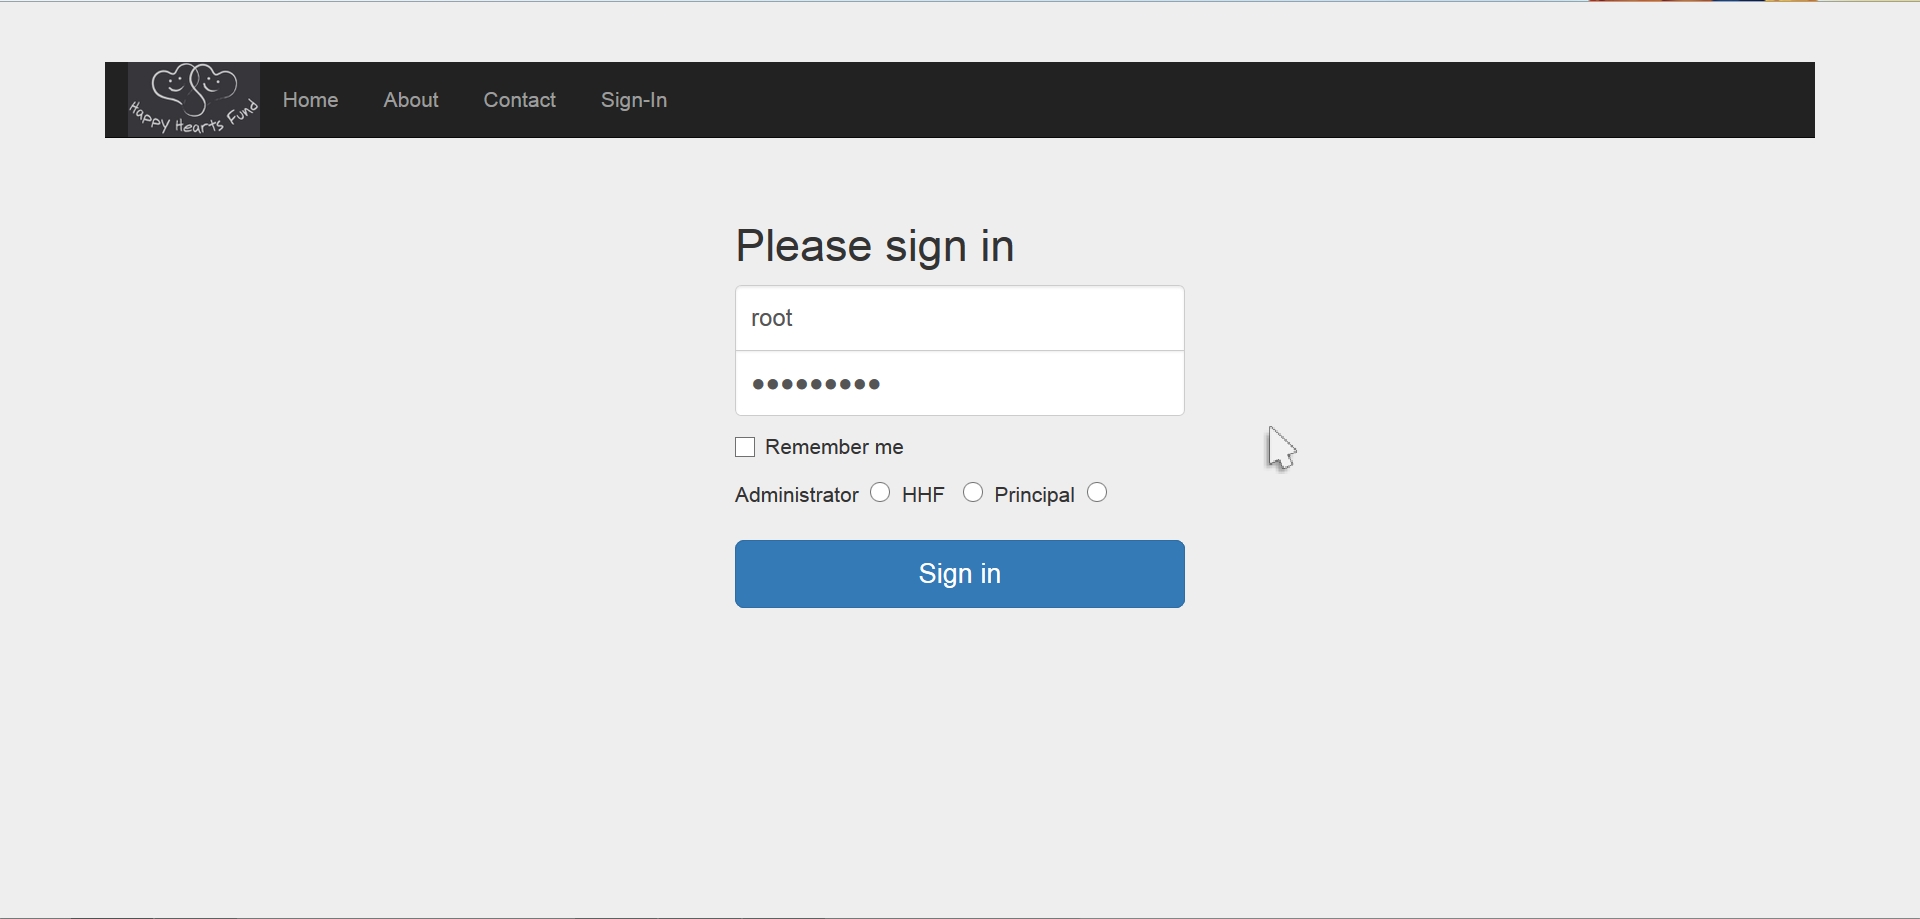 Happy Hearts Fund
Home About Contact Sign-In
Please sign in
root
●●●●●●●●●
Remember me
Administrator HHF Principal
Sign in